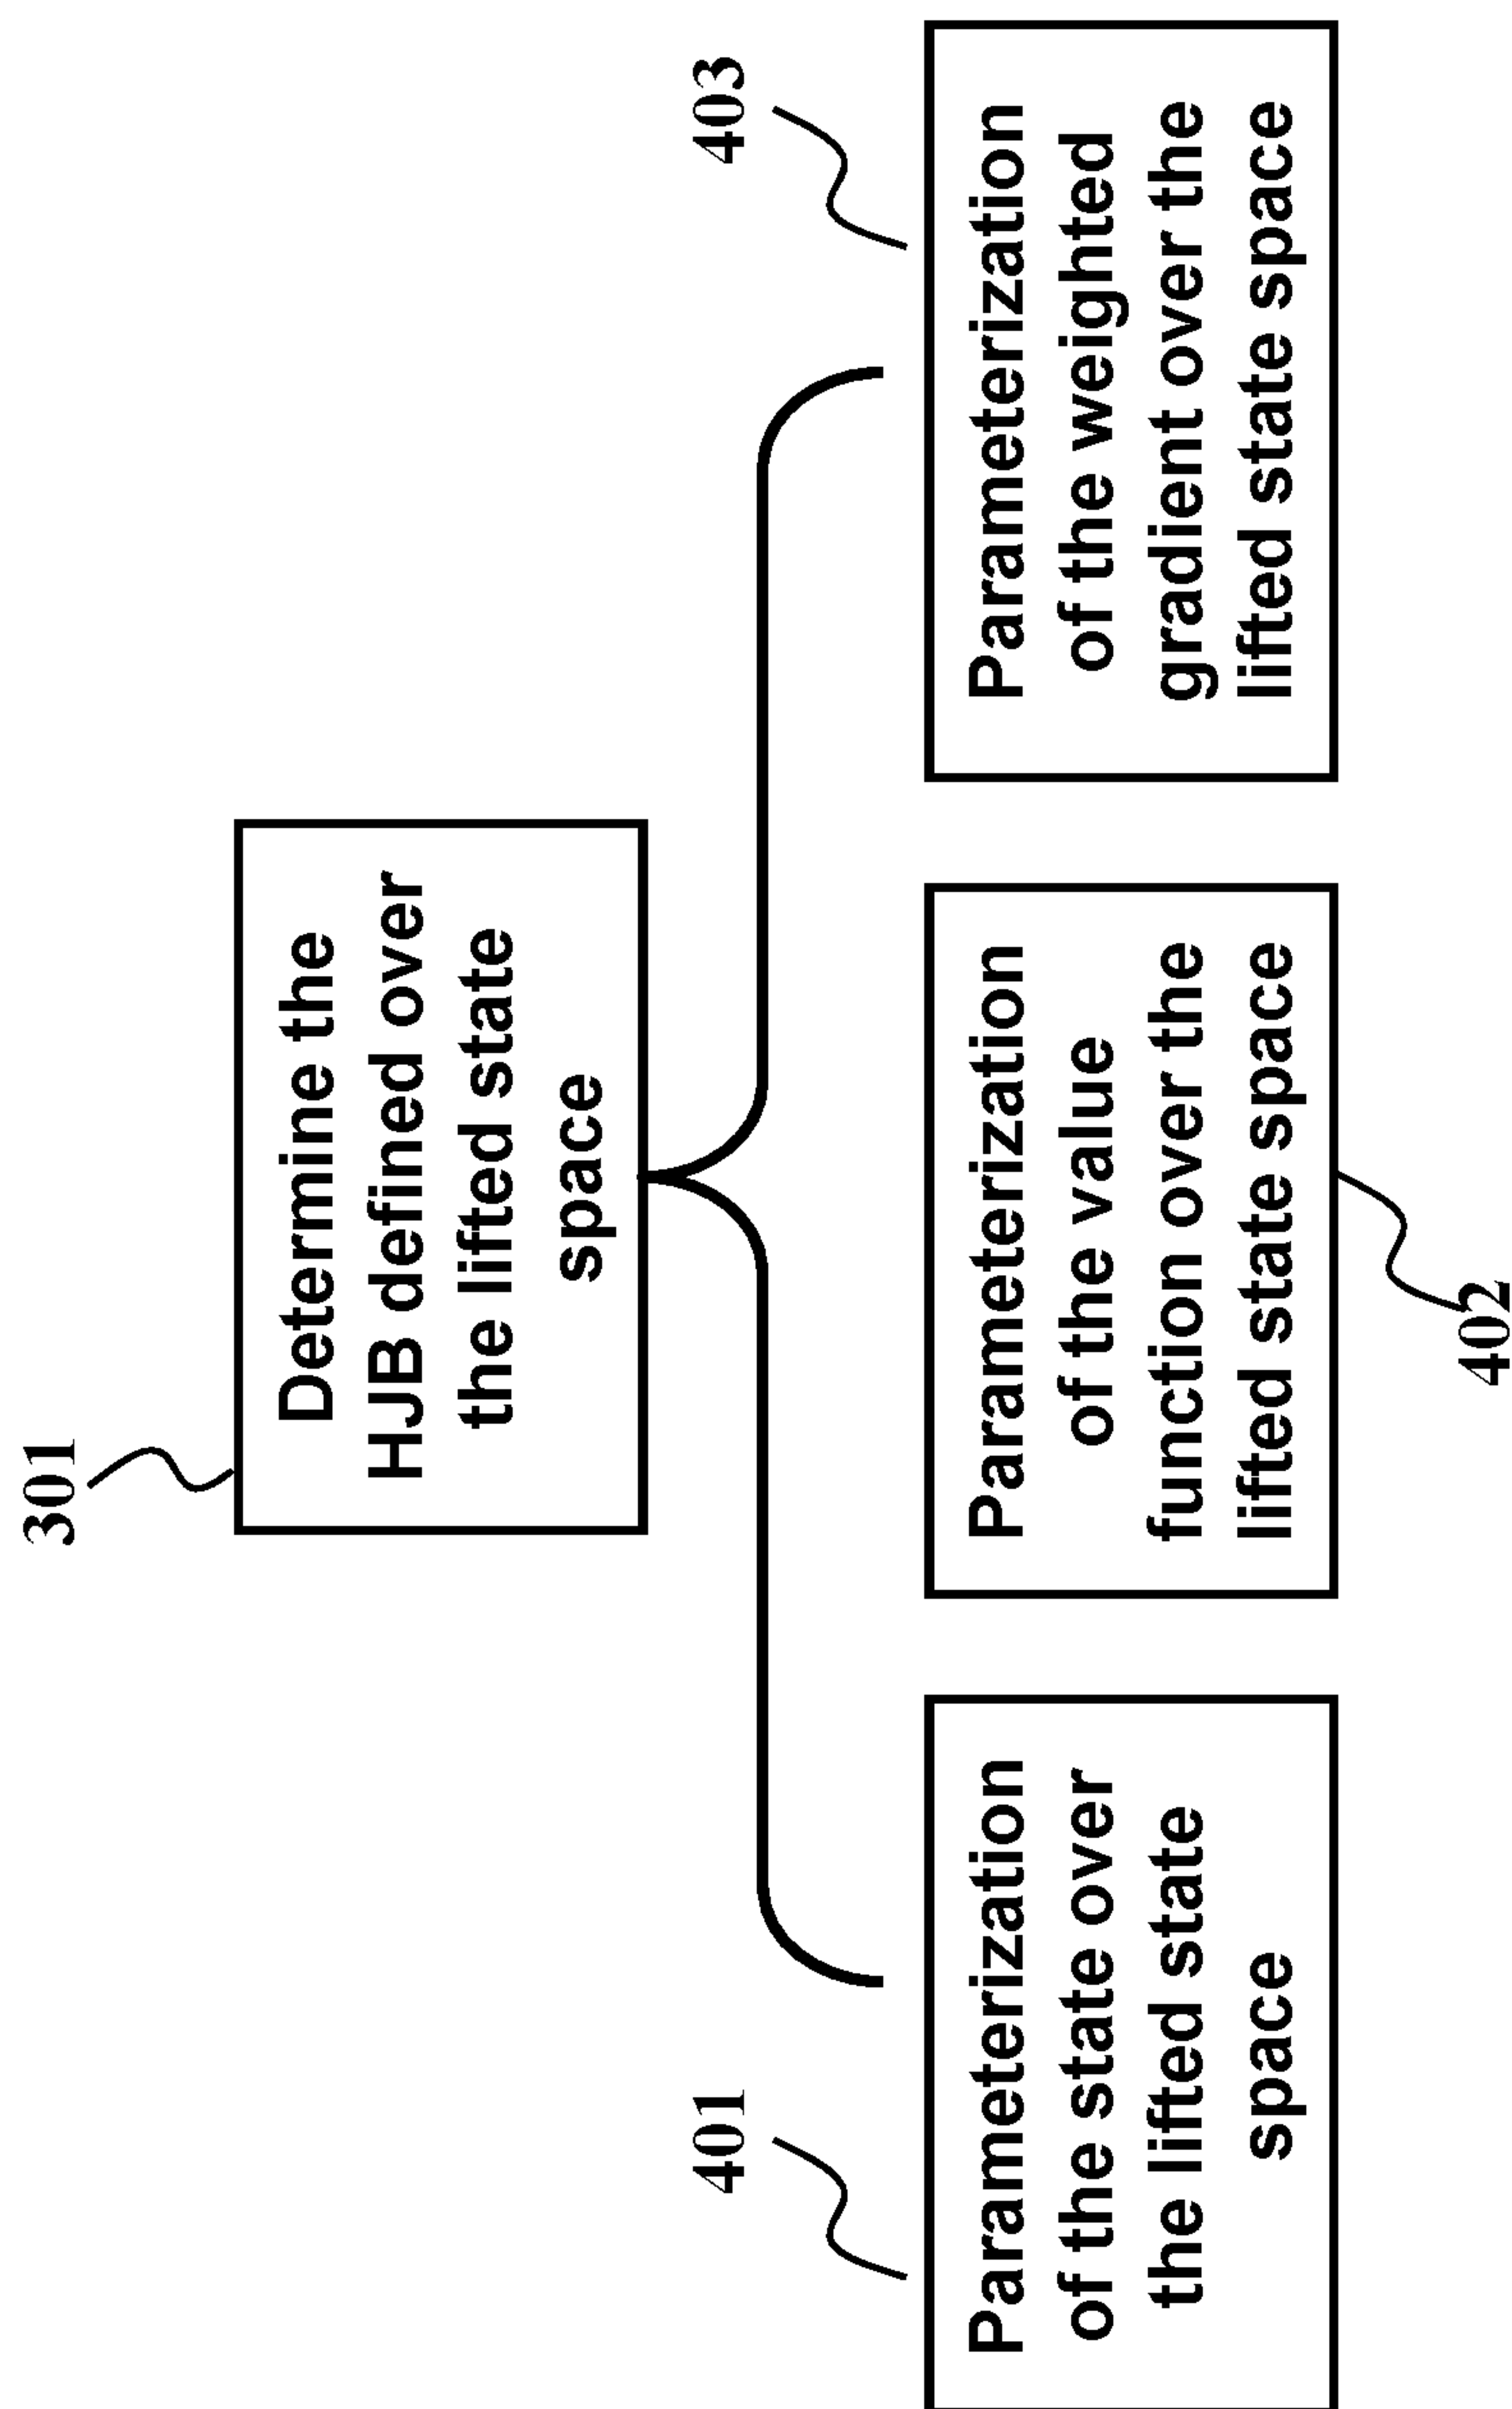 301
Determine the
HJB defined over
the lifted state
space
401
Parameterization
of the state over
the lifted state
space
Parameterization
of the value
function over the
lifted state space
402
403
Parameterization
of the weighted
gradient over the
lifted state space